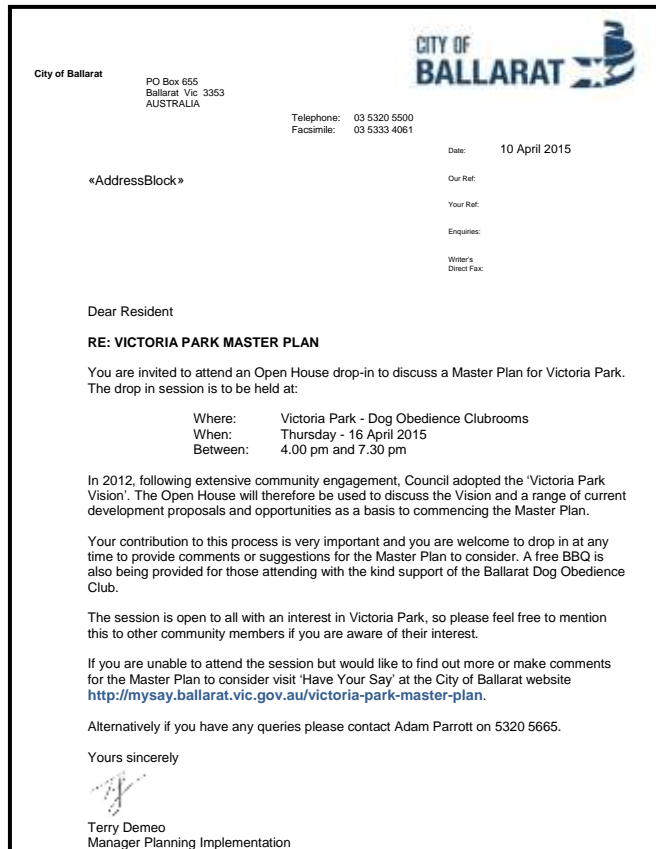 CITY OF
BALLARAT
City of Ballarat
PO Box 655
Ballarat Vic 3353
AUSTRALIA
Telephone: 03 5320 5500
Facsimile: 03 5333 4061
Date: 10 April 2015
«AddressBlock»
Our Ref:
Your Ref:
Enquiries:
Writer's
Direct Fax:
Dear Resident
RE: VICTORIA PARK MASTER PLAN
You are invited to attend an Open House drop-in to discuss a Master Plan for Victoria Park.
The drop in session is to be held at:
Where: Victoria Park - Dog Obedience Clubrooms
When: Thursday - 16 April 2015
Between: 4.00 pm and 7.30 pm
In 2012, following extensive community engagement, Council adopted the 'Victoria Park
Vision'. The Open House will therefore be used to discuss the Vision and a range of current
development proposals and opportunities as a basis to commencing the Master Plan.
Your contribution to this process is very important and you are welcome to drop in at any
time to provide comments or suggestions for the Master Plan to consider. A free BBQ is
also being provided for those attending with the kind support of the Ballarat Dog Obedience
Club.
The session is open to all with an interest in Victoria Park, so please feel free to mention
this to other community members if you are aware of their interest.
If you are unable to attend the session but would like to find out more or make comments
for the Master Plan to consider visit 'Have Your Say' at the City of Ballarat website
http://mysay.ballarat.vic.gov.au/victoria-park-master-plan.
Alternatively if you have any queries please contact Adam Parrott on 5320 5665.
Yours sincerely
Terry Demeo
Manager Planning Implementation